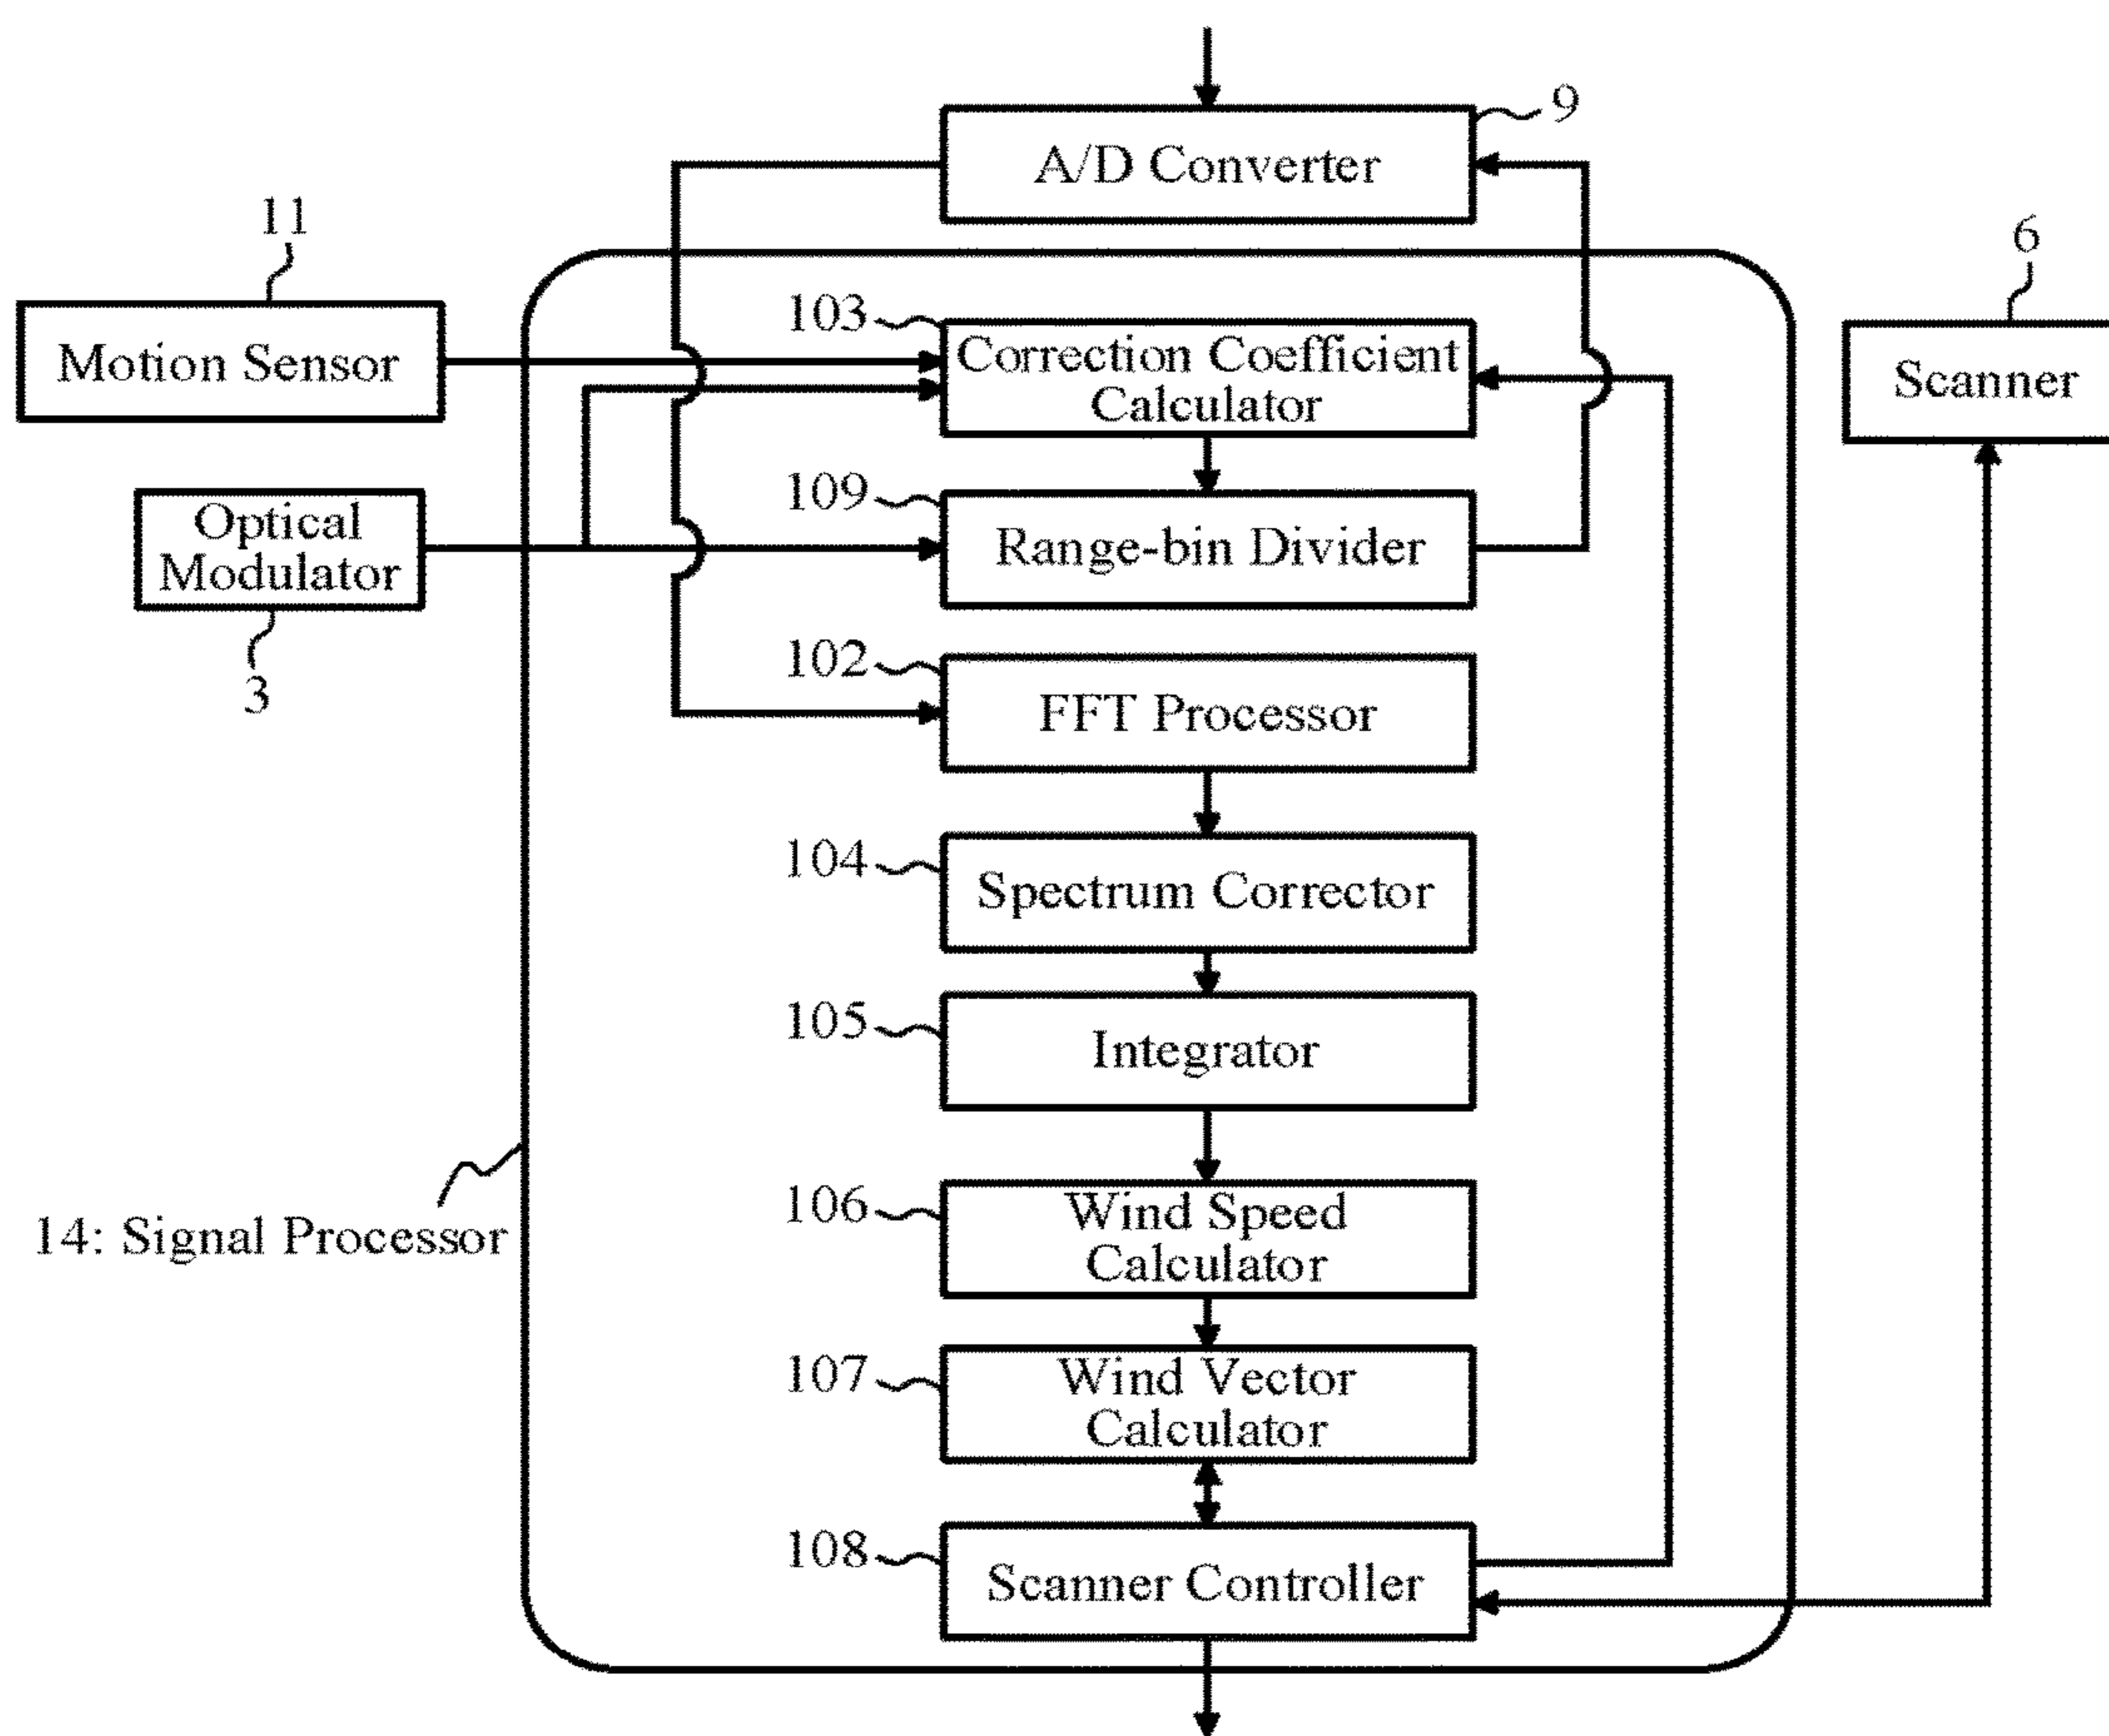 9
A/D Converter
11
6
Motion Sensor
103
Correction Coefficient
Calculator
Scanner
Optical
Modulator
3
109
Range-bin Divider
102
FFT Processor
104
Spectrum Corrector
105
Integrator
14: Signal Processor
106
Wind Speed
Calculator
107
Wind Vector
Calculator
108
Scanner Controller